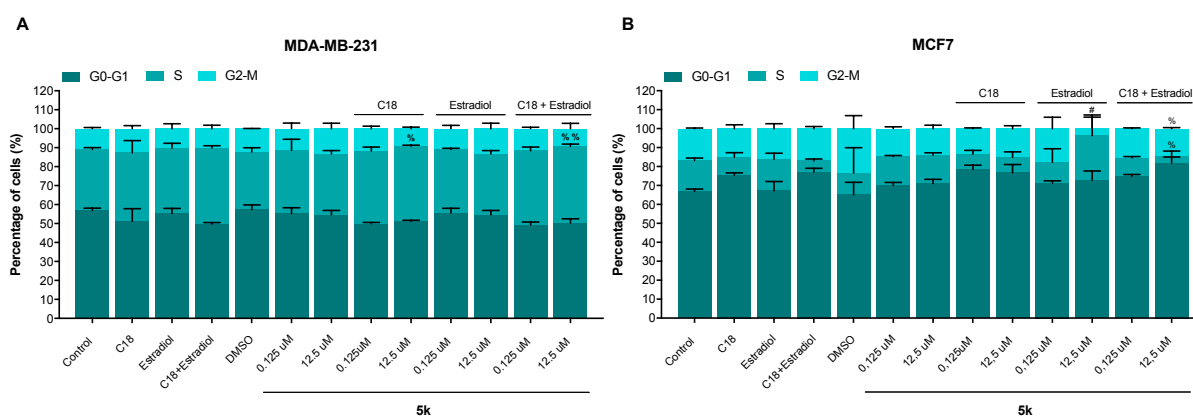 A
MDA-MB-231
G0-G1 S G2-M
C18 Estradiol C18 + Estradiol
Percentage of cells (%)
120
110
100
90
80
70
60
50
40
30
20
10
0
% % %
Control C18 Estradiol C18+Estradiol DMSO 0,125 uM 12,5 uM 0,125uM 12,5 uM 0,125 uM 12,5 uM 0,125 uM 12,5 uM
5k
B
MCF7
G0-G1 S G2-M
C18 Estradiol C18 + Estradiol
Percentage of cells (%)
120
110
100
90
80
70
60
50
40
30
20
10
0
# %
%
Control C18 Estradiol C18+Estradiol DMSO 0,125 uM 12,5 uM 0,125uM 12,5 uM 0,125 uM 12,5 uM 0,125 uM 12,5 uM
5k